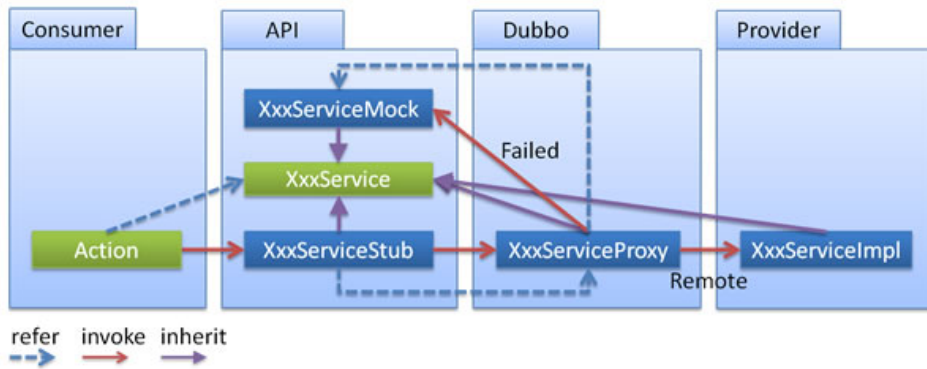 Consumer
API
Dubbo
Provider
XxxServiceMock
Failed
XxxService
Action
XxxServiceStub
XxxServiceProxy
XxxServiceImpl
Remote
refer
invoke
inherit